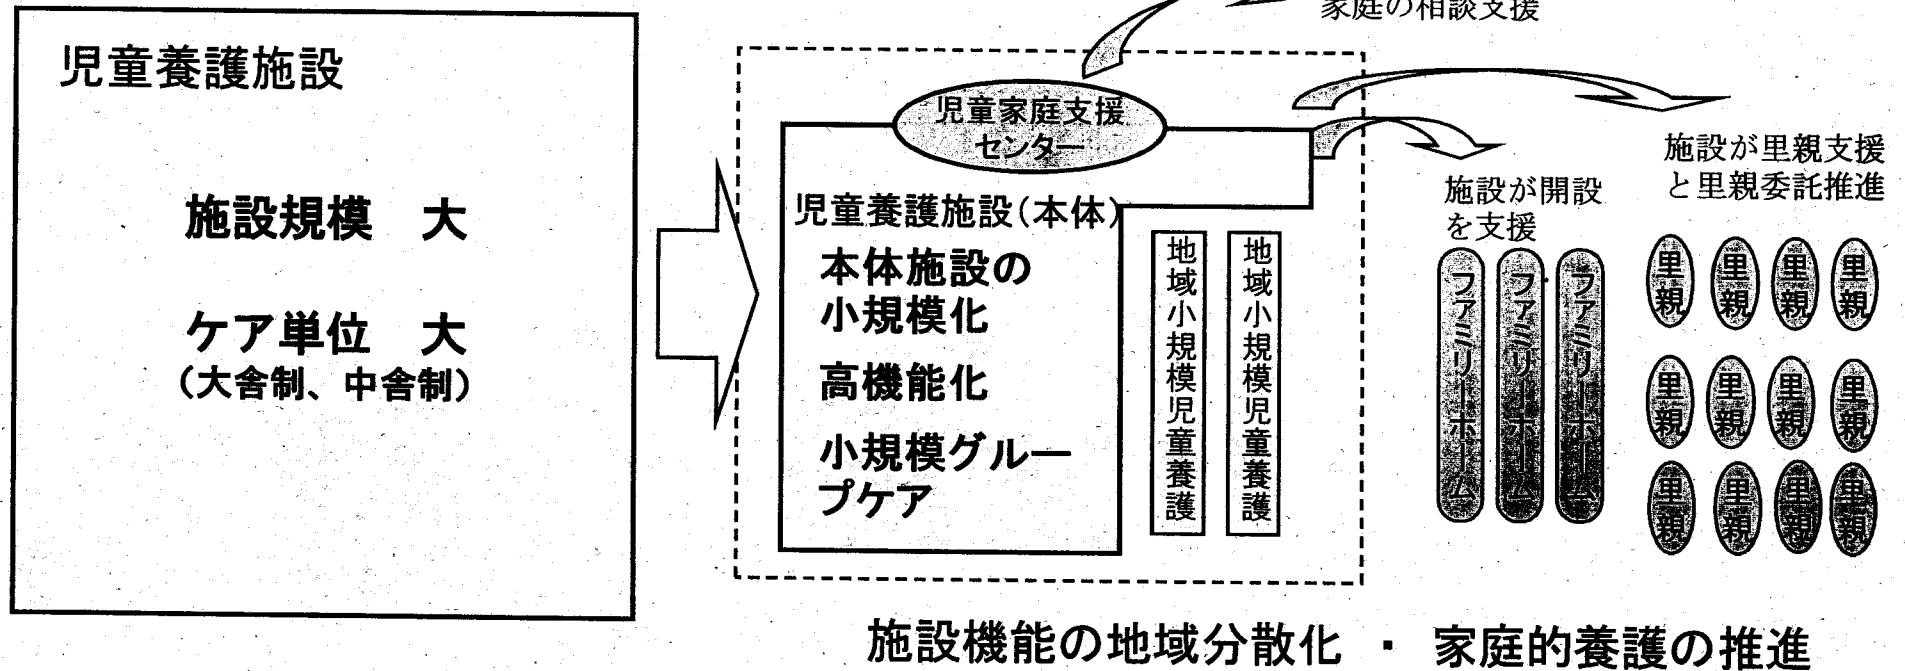 家庭の相談支援
児童養護施設
施設規模 大
ケア単位 大
（大舎制、中舎制）
児童家庭支援
センター
児童養護施設（本体）
本体施設の
小規模化
高機能化
小規模グルー
プケア
地域小規模児童養護
地域小規模児童養護
施設が開設
を支援
ファミリーホーム
ファミリーホーム
ファミリーホーム
施設が里親支援
と里親委託推進
里親
里親
里親
里親
里親
里親
里親
里親
里親
里親
里親
里親
施設機能の地域分散化 ・ 家庭的養護の推進